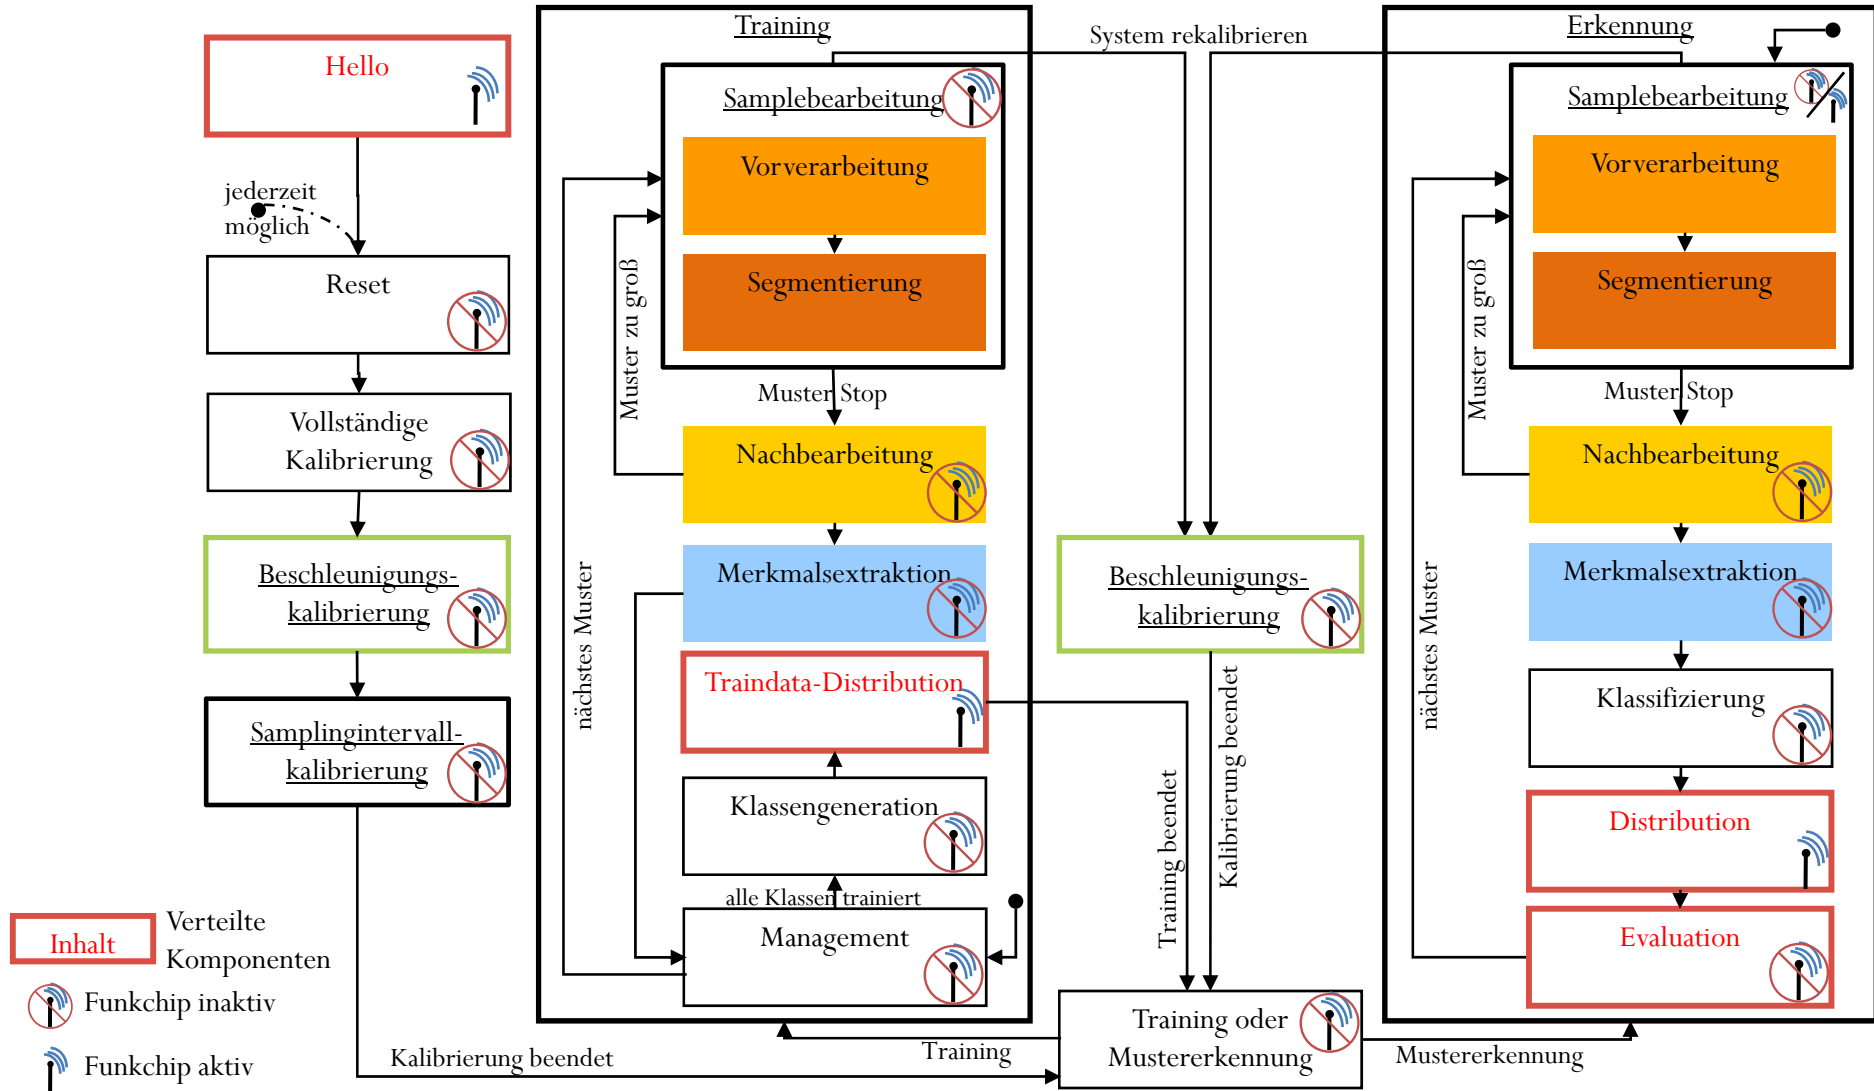 Hello
jederzeit
möglich
Reset
Vollständige
Kalibrierung
Beschleunigungs-
kalibrierung
Samplingintervall-
kalibrierung
Inhalt
Verteilte
Komponenten
Funkchip inaktiv
Funkchip aktiv
Kalibrierung beendet
Training
Samplebearbeitung
Vorverarbeitung
Segmentierung
Muster Stop
Muster zu groß
Nachbearbeitung
Merkmalsextraktion
nächstes Muster
Traindata-Distribution
Klassengeneration
alle Klassen trainiert
Management
System rekalibrieren
Beschleunigungs-
kalibrierung
Training beendet
Kalibrierung beendet
Training oder
Mustererkennung
Training
Mustererkennung
Erkennung
Samplebearbeitung
Vorverarbeitung
Segmentierung
Muster Stop
Muster zu groß
Nachbearbeitung
Merkmalsextraktion
nächstes Muster
Klassifizierung
Distribution
Evaluation